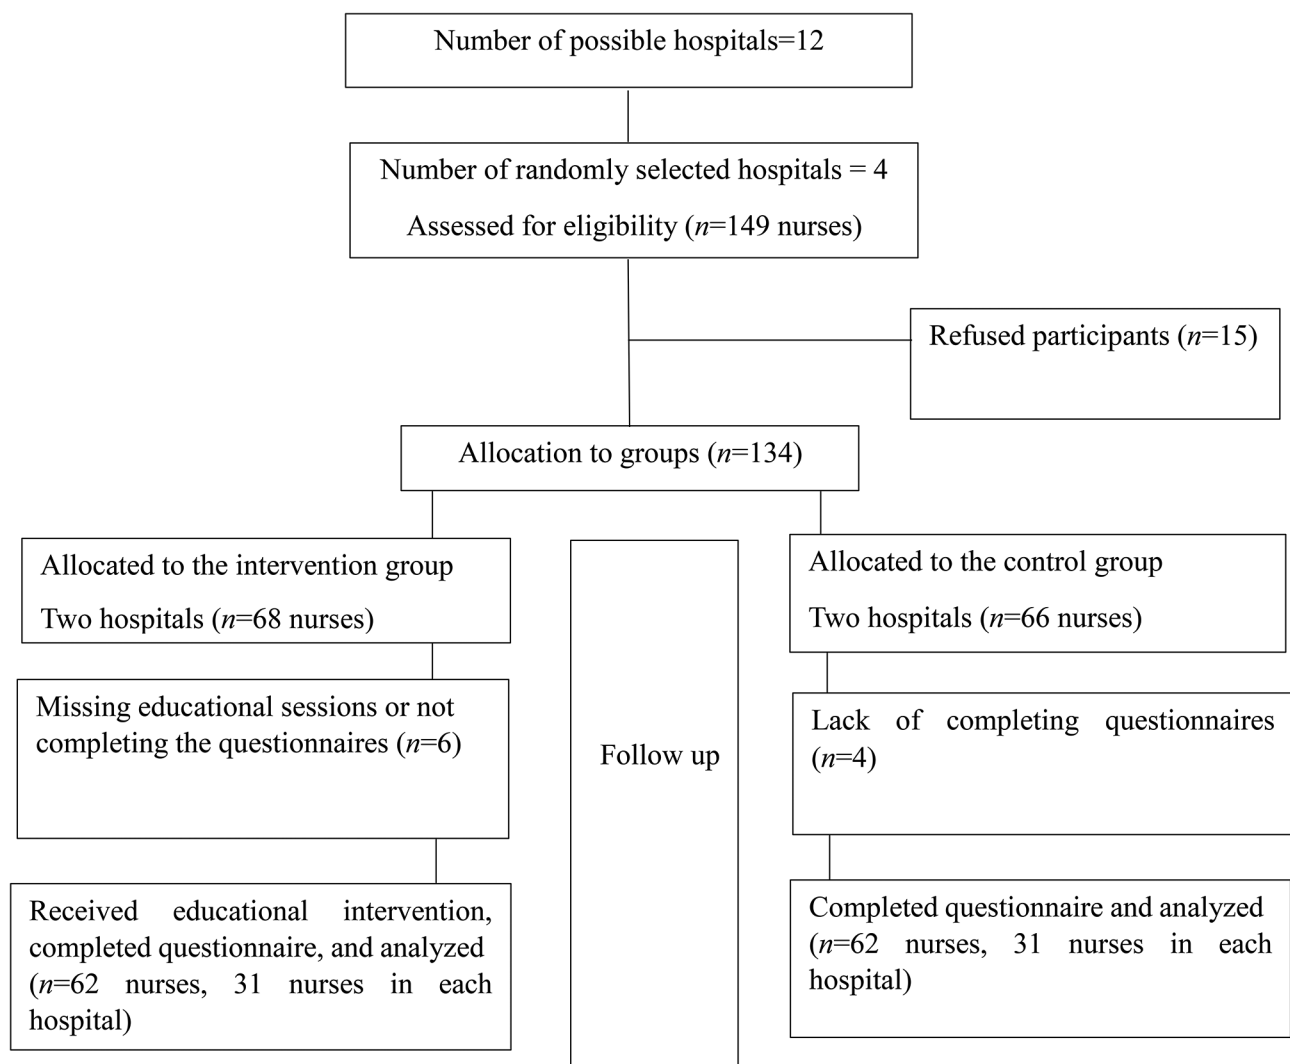 Number of possible hospitals=12
Number of randomly selected hospitals = 4
Assessed for eligibility (n=149 nurses)
Refused participants (n=15)
Allocation to groups (n=134)
Allocated to the intervention group
Two hospitals (n=68 nurses)
Allocated to the control group
Two hospitals (n=66 nurses)
Missing educational sessions or not
completing the questionnaires (n=6)
Follow up
Lack of completing questionnaires
(n=4)
Received educational intervention,
completed questionnaire, and analyzed
(n=62 nurses, 31 nurses in each
hospital)
Completed questionnaire and analyzed
(n=62 nurses, 31 nurses in each
hospital)